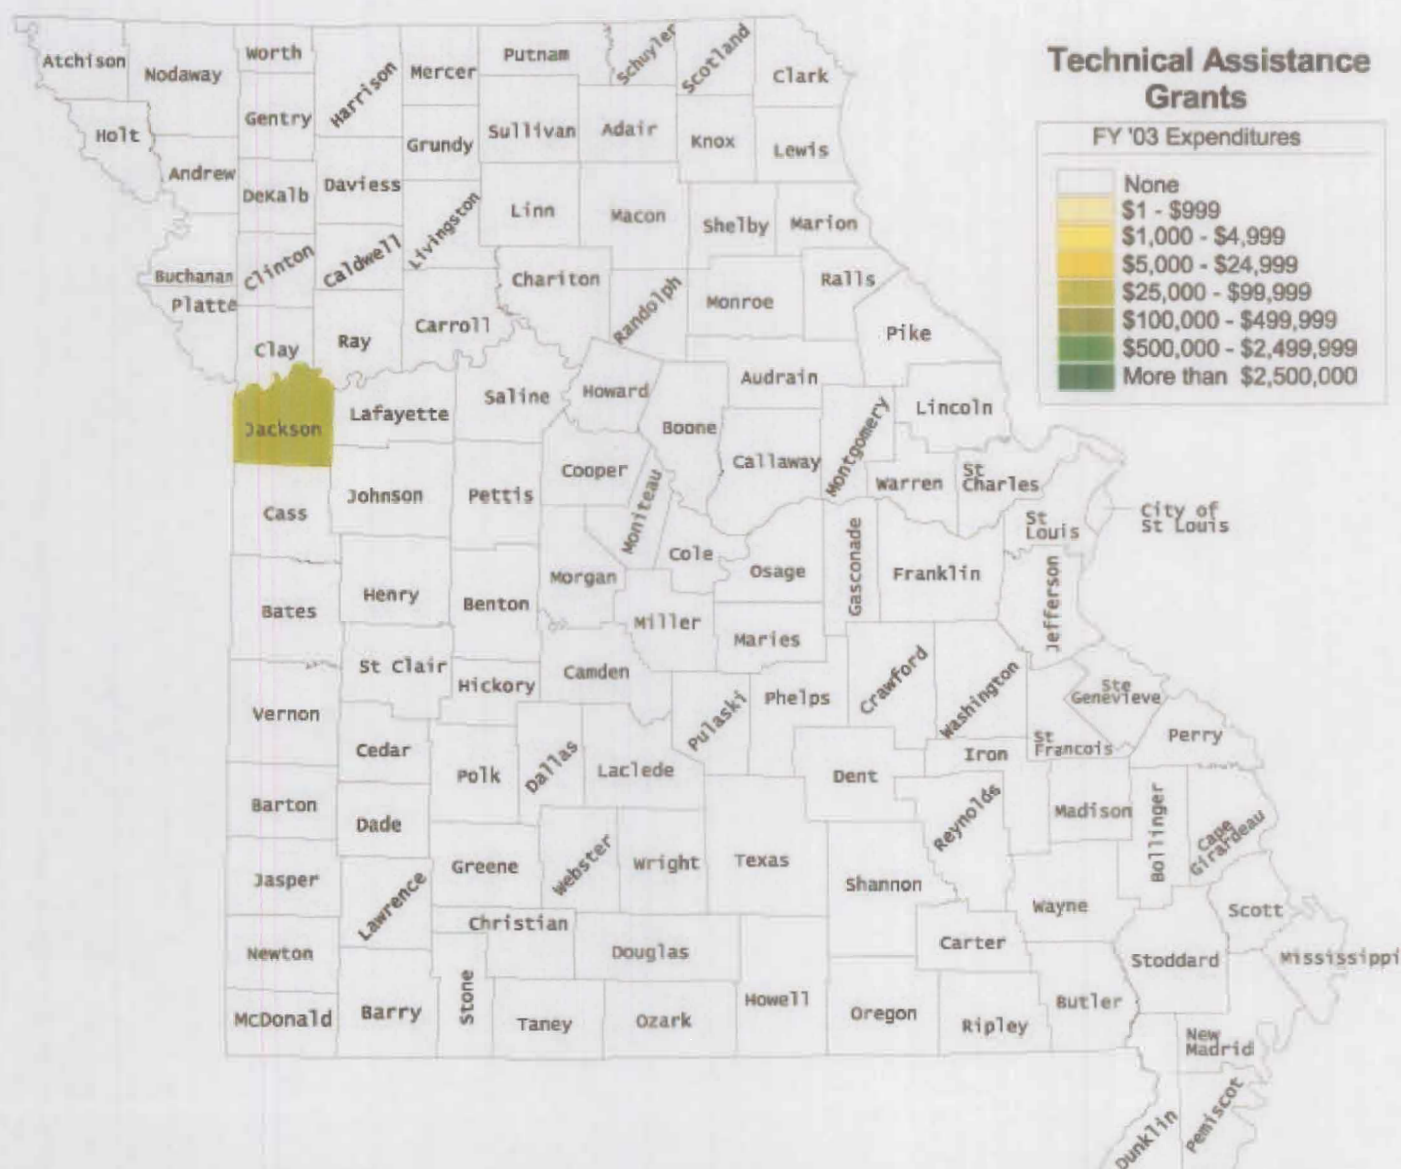 Technical Assistance
Grants
FY '03 Expenditures
None
$1 - $999
$1,000 - $4,999
$5,000 - $24,999
$25,000 - $99,999
$100,000 - $499,999
$500,000 - $2,499,999
More than $2,500,000
Atchison
Nodaway
Worth
Harrison
Mercer
Putnam
Schuyler
Scotland
Clark
Holt
Gentry
Grundy
Sullivan
Adair
Knox
Lewis
Andrew
DeKalb
Daviess
Livingston
Linn
Macon
Shelby
Marion
Buchanan
Clinton
Caldwell
Chariton
Randolph
Monroe
Ralls
Platte
Clay
Ray
Carroll
Pike
Jackson
Lafayette
Saline
Howard
Boone
Audrain
Lincoln
Cooper
Callaway
Montgomery
Warren
St
Charles
Cass
Johnson
Pettis
Moniteau
Cole
Osage
Gasconade
Franklin
St
Louis
City of
St Louis
Bates
Henry
Benton
Morgan
Miller
Maries
Jefferson
St Clair
Hickory
Camden
Pulaski
Phelps
Crawford
Washington
Ste
Genevieve
Vernon
Cedar
Polk
Dallas
Laclede
Dent
Iron
St
Francois
Perry
Barton
Dade
Greene
Webster
Wright
Texas
Shannon
Reynolds
Madison
Bollinger
Cape
Girardeau
Jasper
Lawrence
Christian
Douglas
Wayne
Scott
Newton
Carter
Stoddard
Mississippi
McDonald
Barry
Stone
Taney
Ozark
Howell
Oregon
Ripley
Butler
New
Madrid
Dunklin
Pemiscot